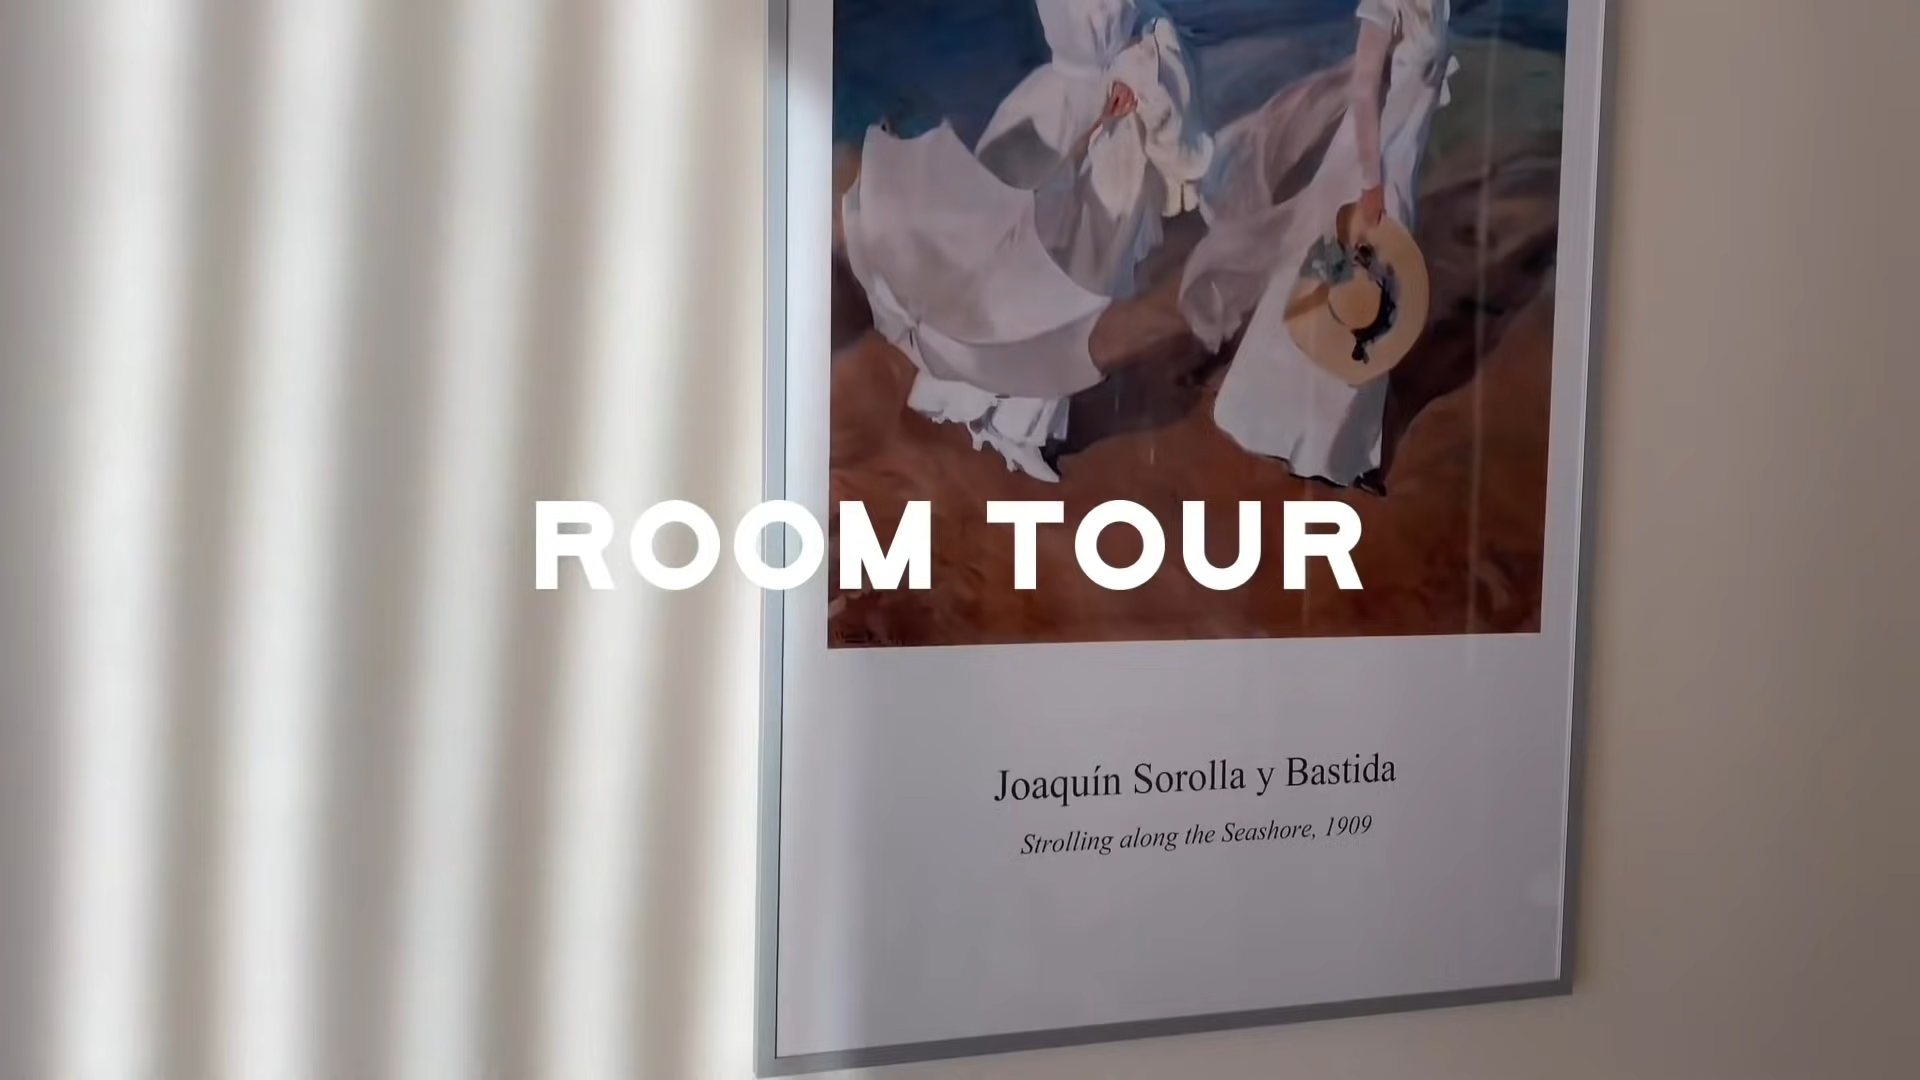 ROOM TOUR
Joaquín Sorolla y Bastida
Strolling along the Seashore, 1909